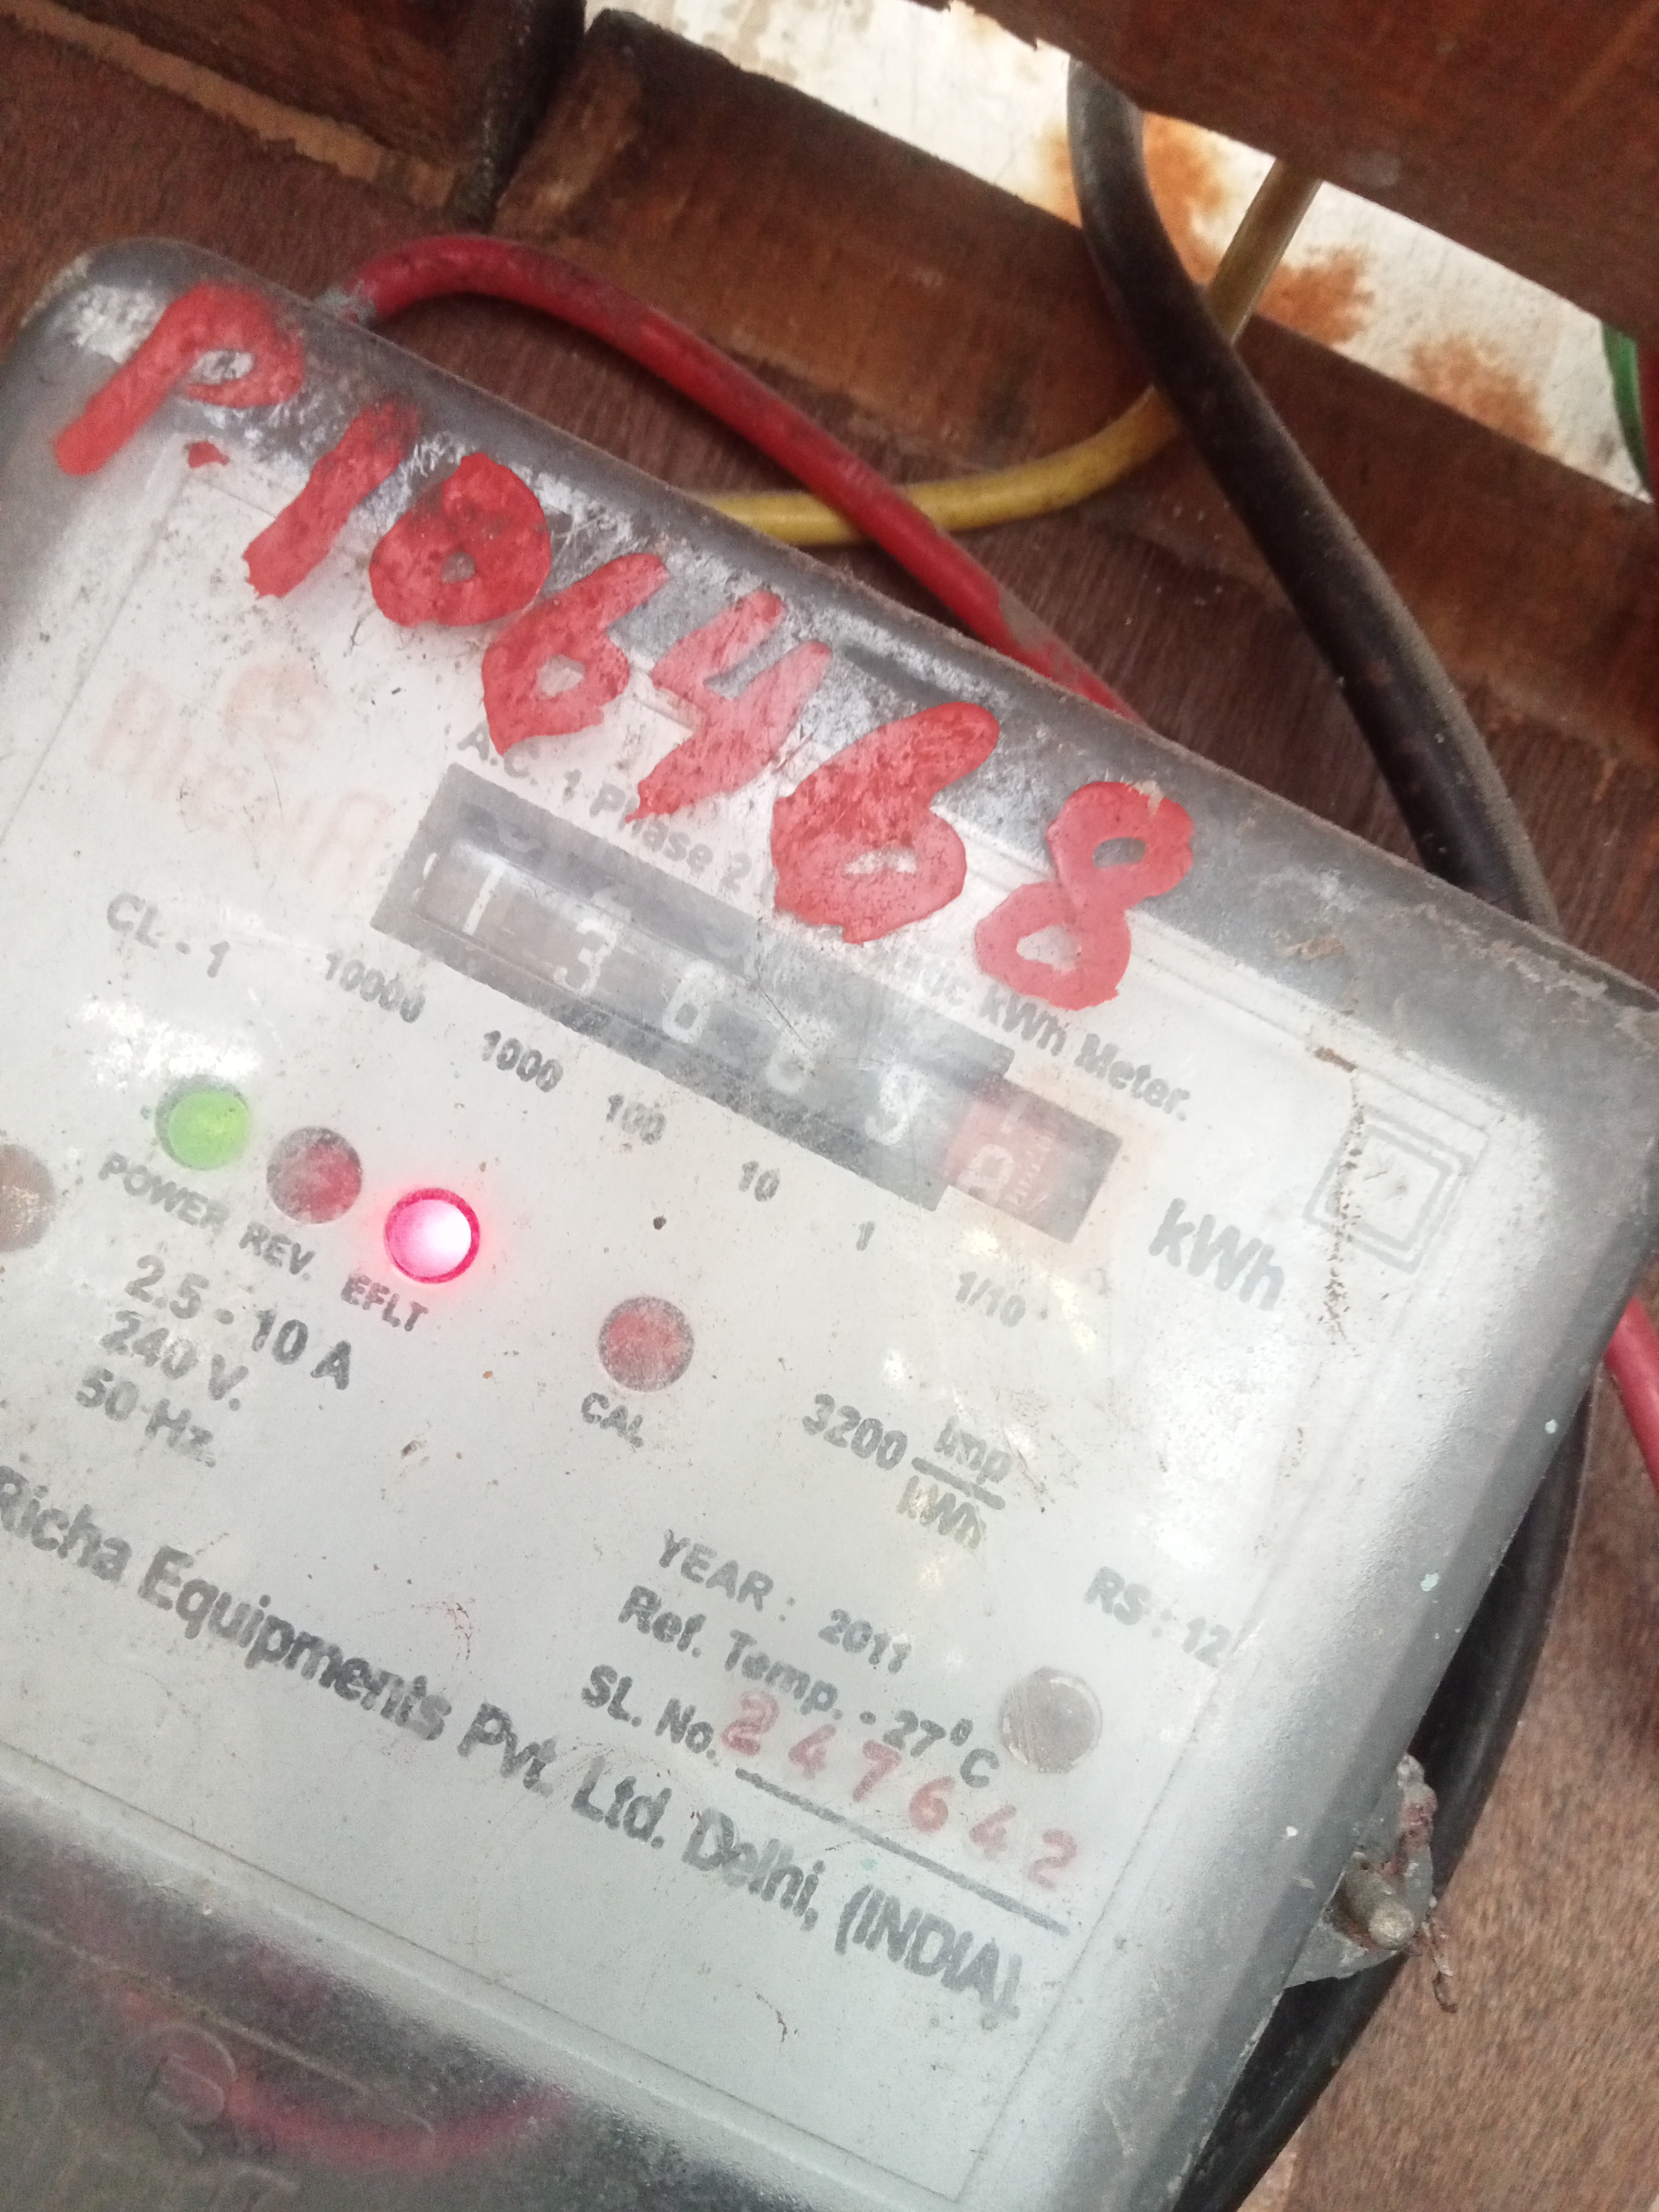 P.106468
A.C. 1 Phase 2
atic kWh Meter.
CL - 1
10000 1000 100 10 1 1/10
kWh
POWER REV. EFLT
CAL
2.5 - 10 A
240 V.
50 Hz.
3200 Imp/kWh
YEAR : 2011
RS : 12
Ref. Temp. - 27°C
SL. No. 247642
Richa Equipments Pvt. Ltd. Delhi, (INDIA).